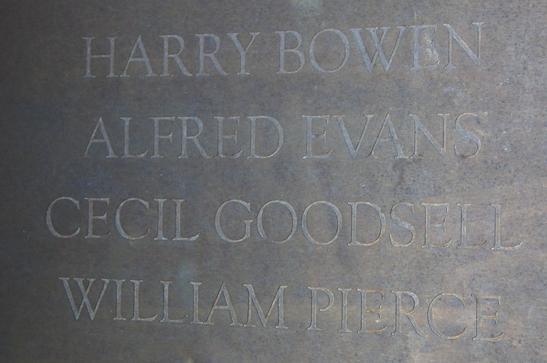 HARRY BOWEN
ALFRED EVANS
CECIL GOODSELL
WILLIAM PIERCE